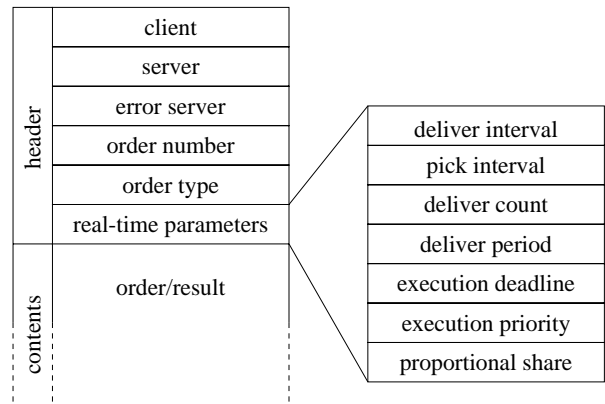 header
client
server
error server
order number
order type
real-time parameters
contents
order/result
deliver interval
pick interval
deliver count
deliver period
execution deadline
execution priority
proportional share